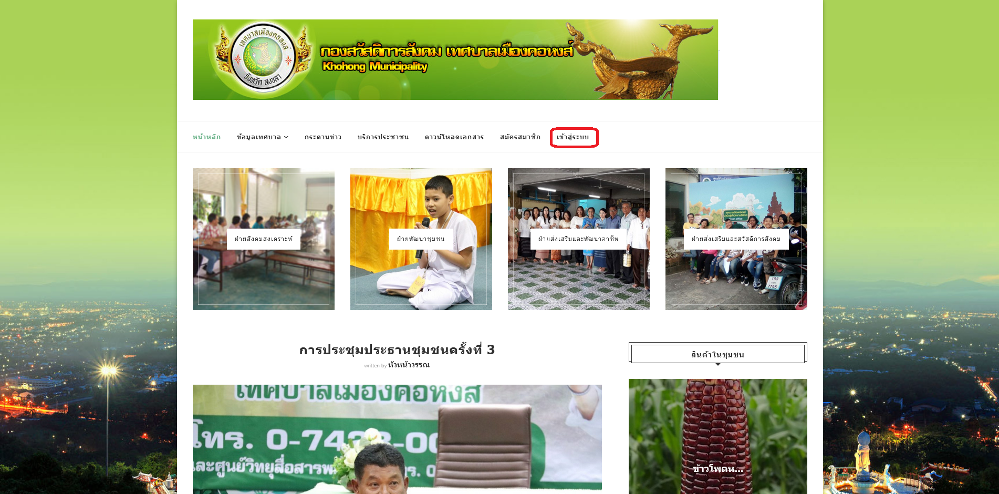 เทศบาลเมืองคอหงส์
จังหวัด สงขลา
กองสวัสดิการสังคม เทศบาลเมืองคอหงส์
Khohong Municipality
หน้าหลัก ข้อมูลเทศบาล กระดานข่าว บริการประชาชน ดาวน์โหลดเอกสาร สมัครสมาชิก เข้าสู่ระบบ
ฝ่ายสังคมสงเคราะห์
ฝ่ายพัฒนาชุมชน
ฝ่ายส่งเสริมและพัฒนาอาชีพ
ฝ่ายส่งเสริมและสวัสดิการสังคม
7795
การประชุมประธานชุมชนครั้งที่ 3
written by หัวหน้าวรรณ
สินค้าในชุมชน
เทศบาลเมืองคอหงส์
โทร. 0-74
และศูนย์วิทยุสื่อสาร
ข้าวโพดห...